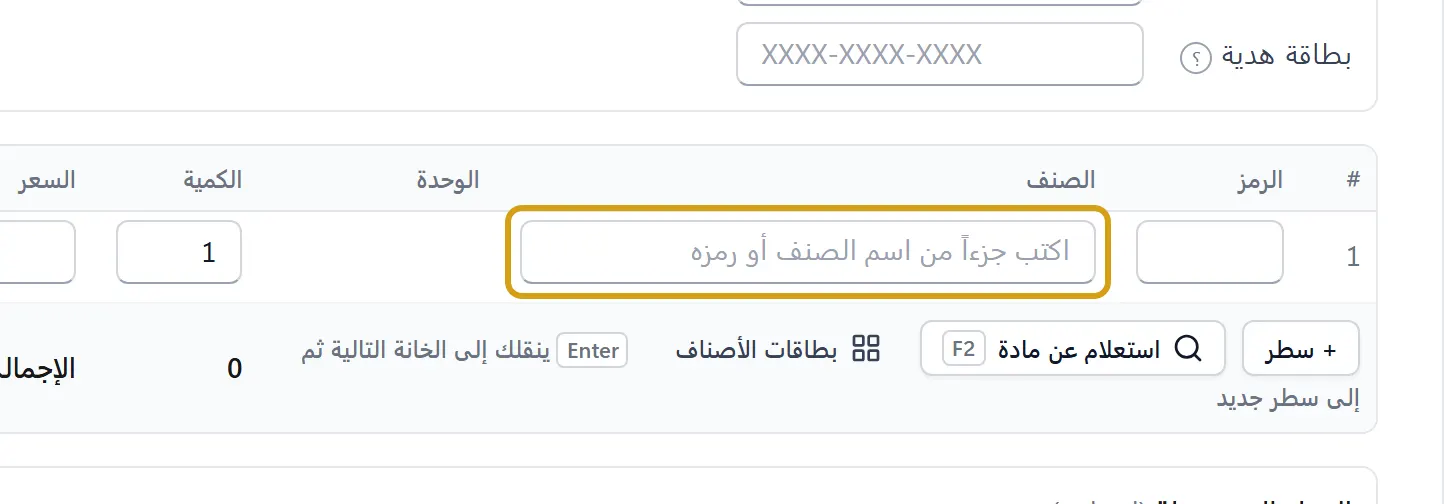 بطاقة هدية ؟ XXXX-XXXX-XXXX
# الرمز الصنف الوحدة الكمية السعر
1 اكتب جزءاً من اسم الصنف أو رمزه 1
+ سطر استعلام عن مادة F2 بطاقات الأصناف Enter ينقلك إلى الخانة التالية ثم 0
إلى سطر جديد